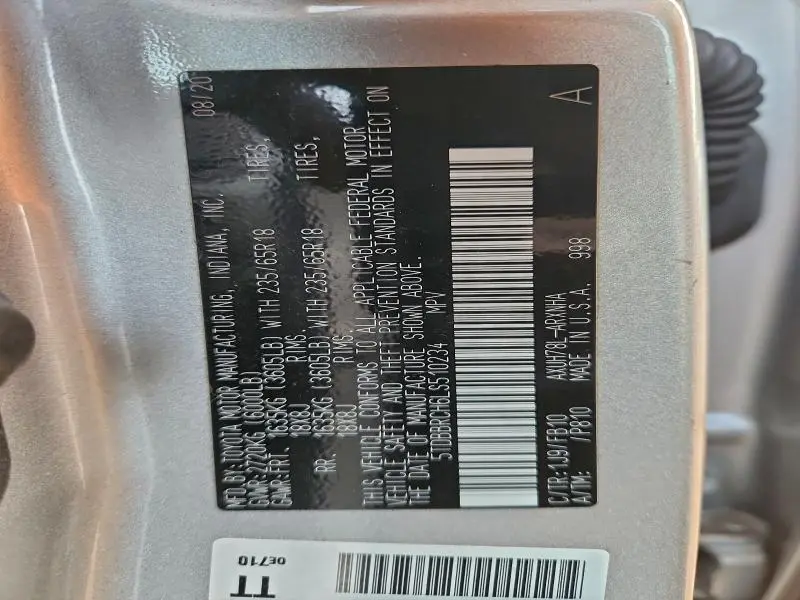 MFD BY: TOYOTA MOTOR MANUFACTURING, INDIANA, INC. 08/20
GVWR: 2720KG (6000LB)
GAWR: FRT. 1635KG (3605LB) WITH 235/65R18 TIRES,
18X8J RIMS,
RR. 1635KG (3605LB) WITH 235/65R18 TIRES,
18X8J RIMS
THIS VEHICLE CONFORMS TO ALL APPLICABLE FEDERAL MOTOR
VEHICLE SAFETY AND THEFT PREVENTION STANDARDS IN EFFECT ON
THE DATE OF MANUFACTURE SHOWN ABOVE.
5TDBBRCH6LS510234 MPV
A
C/TR: 1J9/FB10 AXUH78L-ARXNHA
A/TM: /P810 MADE IN U.S.A. 998
TT
0E710